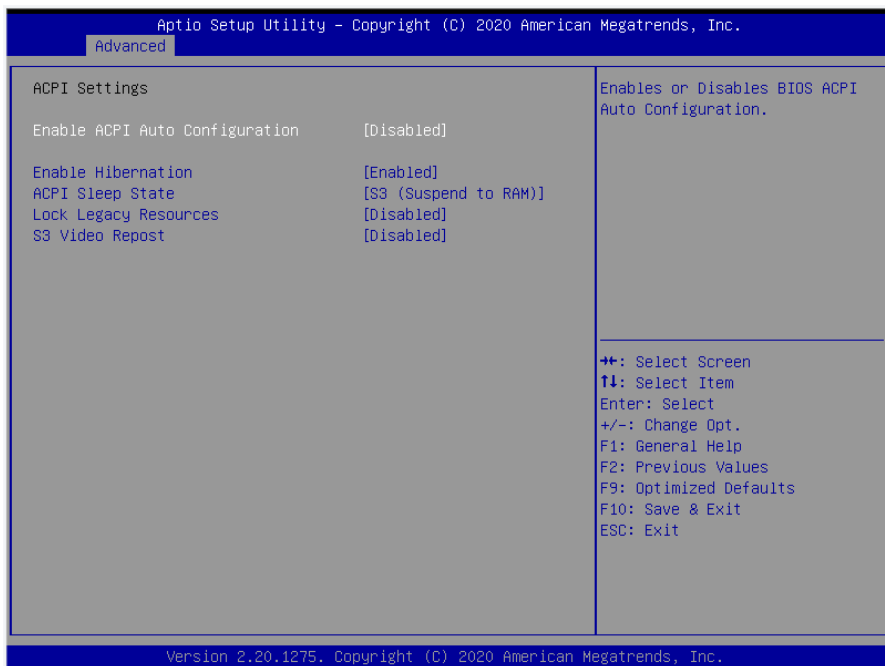 Aptio Setup Utility – Copyright (C) 2020 American Megatrends, Inc.
Advanced
ACPI Settings
Enable ACPI Auto Configuration [Disabled]
Enable Hibernation [Enabled]
ACPI Sleep State [S3 (Suspend to RAM)]
Lock Legacy Resources [Disabled]
S3 Video Repost [Disabled]
Enables or Disables BIOS ACPI
Auto Configuration.
→←: Select Screen
↑↓: Select Item
Enter: Select
+/-: Change Opt.
F1: General Help
F2: Previous Values
F9: Optimized Defaults
F10: Save & Exit
ESC: Exit
Version 2.20.1275. Copyright (C) 2020 American Megatrends, Inc.